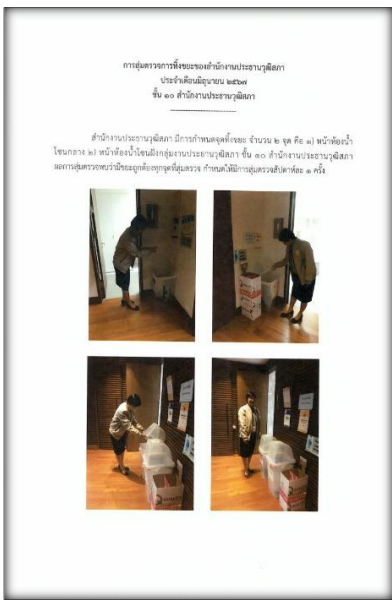 การสุ่มตรวจการทิ้งขยะของสำนักงานประธานวุฒิสภา
ประจำเดือนมิถุนายน ๒๕๖๗
ชั้น ๑๐ สำนักงานประธานวุฒิสภา
สำนักงานประธานวุฒิสภา มีการกำหนดจุดทิ้งขยะ จำนวน ๒ จุด คือ ๑) หน้าห้องน้ำ
โซนกลาง ๒) หน้าห้องน้ำโซนฝั่งกลุ่มงานประธานวุฒิสภา ชั้น ๑๐ สำนักงานประธานวุฒิสภา
ผลการสุ่มตรวจพบว่ามีขยะถูกต้องทุกจุดที่สุ่มตรวจ กำหนดให้มีการสุ่มตรวจสัปดาห์ละ ๑ ครั้ง